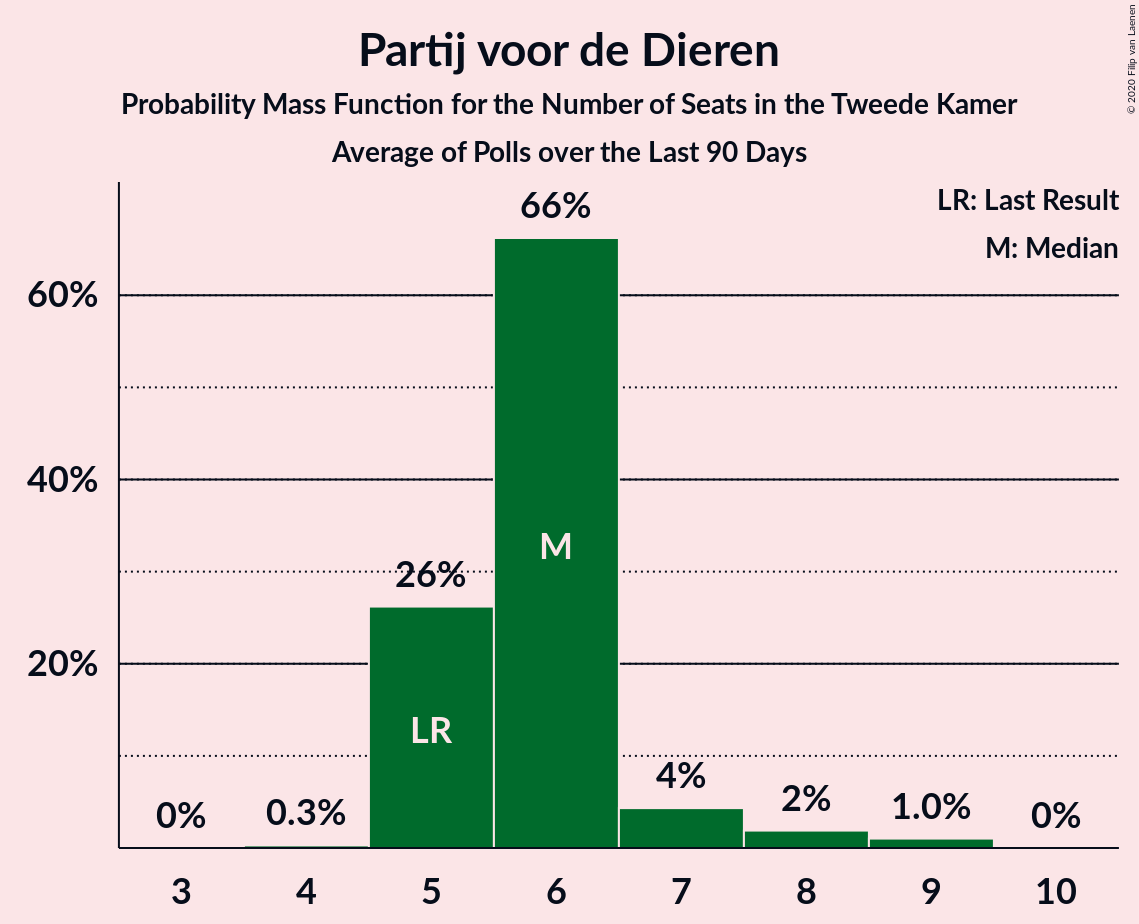 Partij voor de Dieren
Probability Mass Function for the Number of Seats in the Tweede Kamer
Average of Polls over the Last 90 Days
© 2020 Filip van Laenen
LR: Last Result
M: Median
66%
60%
40%
M
26%
20%
LR
4%
2%
1.0%
0.3%
0%
0%
3 4 5 6 7 8 9 10